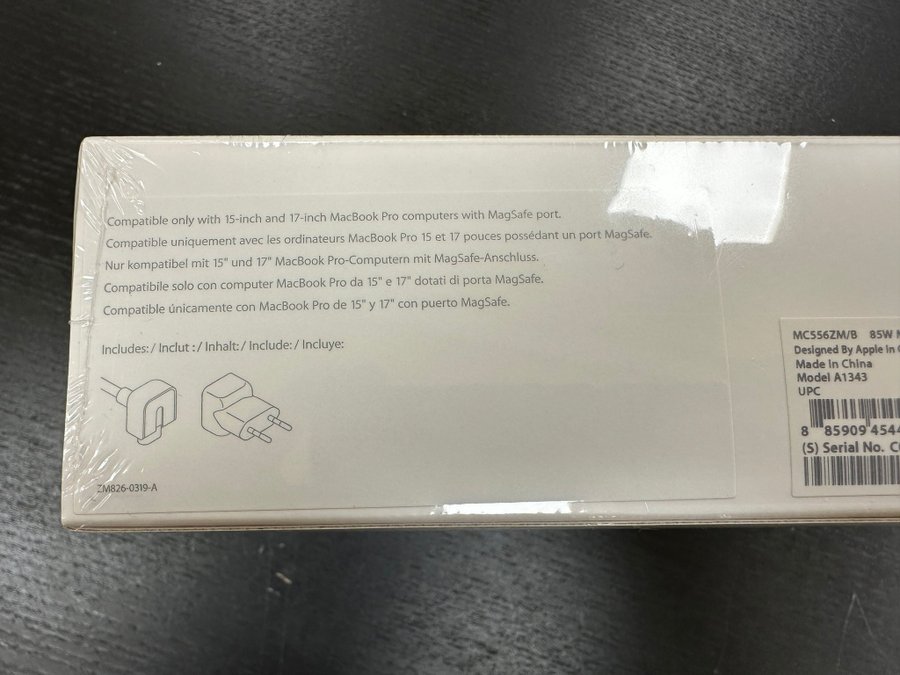 Compatible only with 15-inch and 17-inch MacBook Pro computers with MagSafe port.
Compatible uniquement avec les ordinateurs MacBook Pro 15 et 17 pouces possédant un port MagSafe.
Nur kompatibel mit 15" und 17" MacBook Pro-Computern mit MagSafe-Anschluss.
Compatibile solo con computer MacBook Pro da 15" e 17" dotati di porta MagSafe.
Compatible únicamente con MacBook Pro de 15" y 17" con puerto MagSafe.
Includes: / Inclut : / Inhalt: / Include: / Incluye:
ZM826-0319-A
MC556ZM/B 85W
Designed By Apple in
Made in China
Model A1343
UPC
8 85909 454
(S) Serial No.